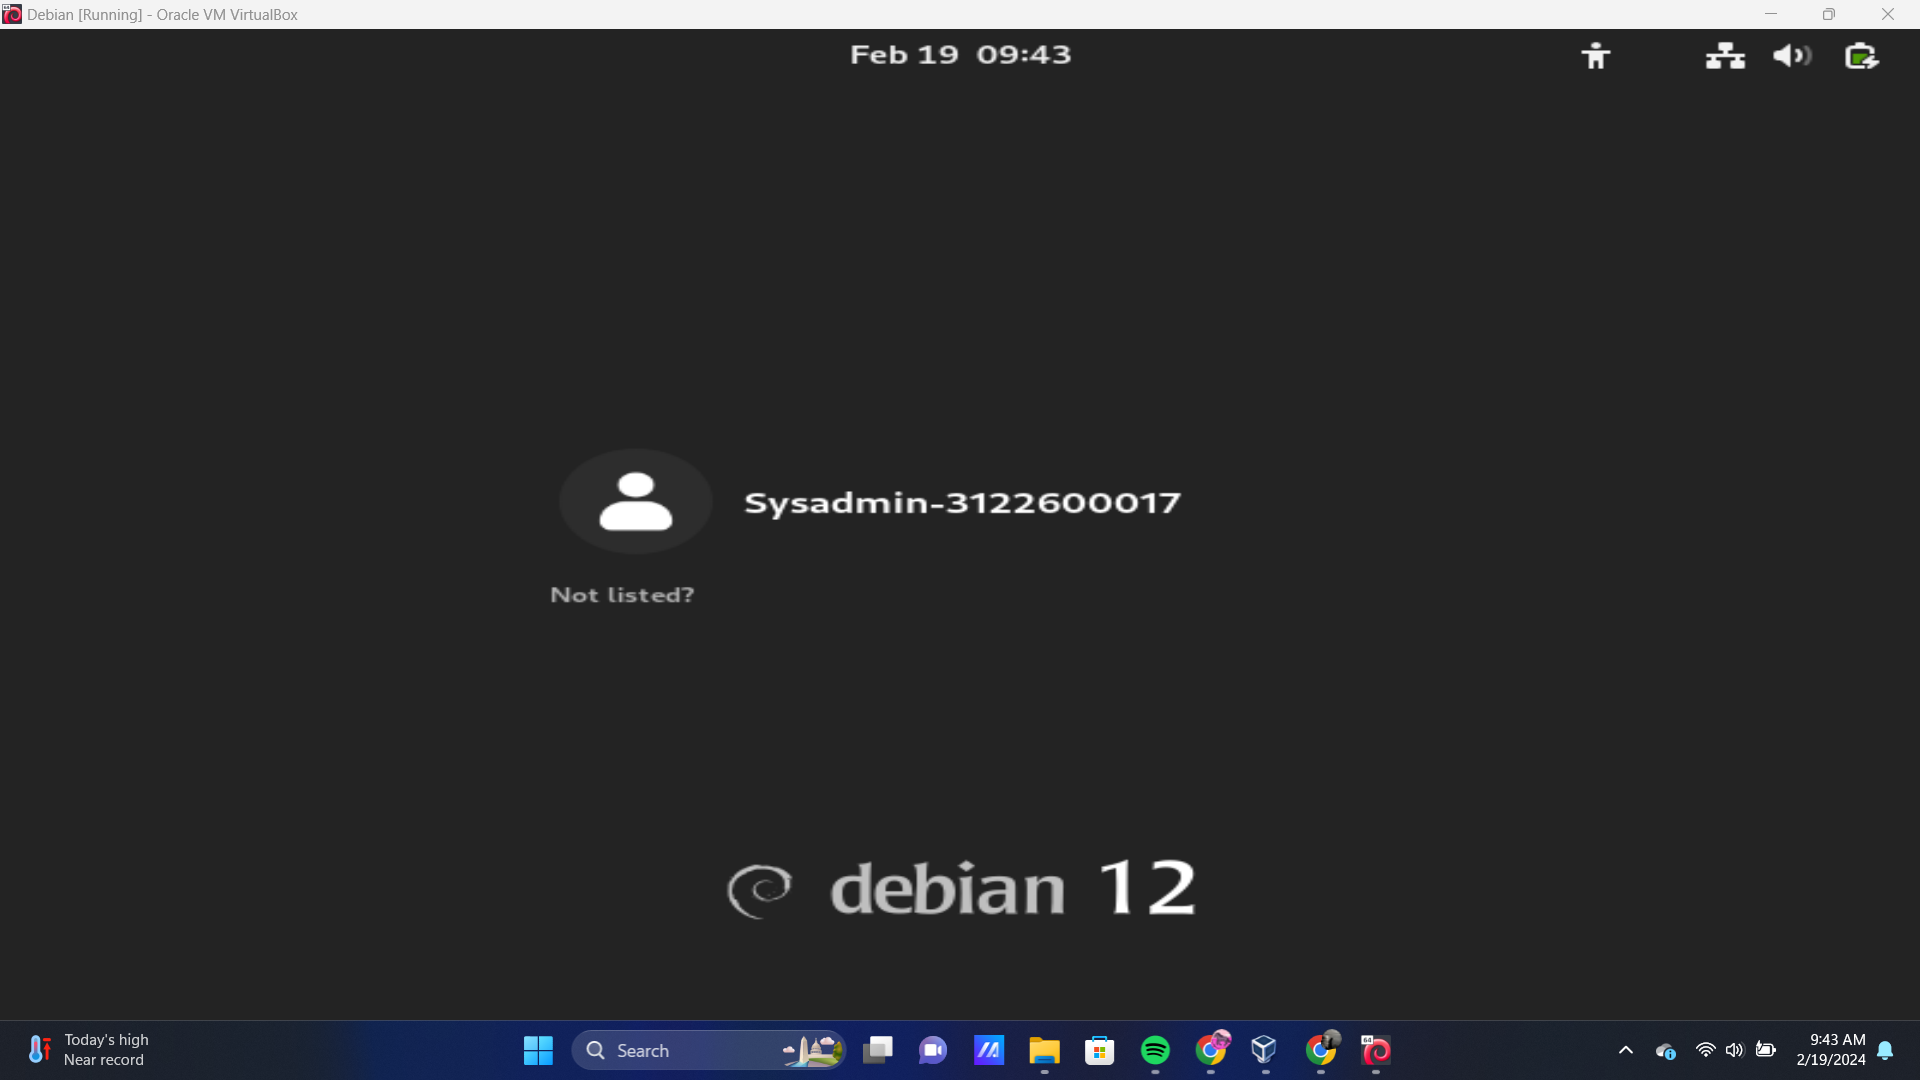 Debian [Running] - Oracle VM VirtualBox
Feb 19 09:43
Sysadmin-3122600017
Not listed?
debian 12
Today's high
Near record
Search
9:43 AM
2/19/2024